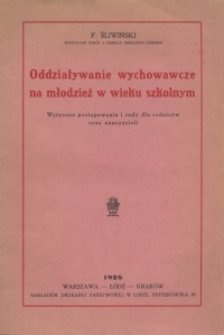 F. ŚLIWIŃSKI
Oddziaływanie wychowawcze
na młodzież w wieku szkolnym
Wytyczne postępowania i rady dla rodziców
oraz nauczycieli
1926
WARSZAWA — ŁÓDŹ — KRAKÓW
NAKŁADEM DRUKARNI PAŃSTWOWEJ W ŁODZI, PIOTRKOWSKA 85